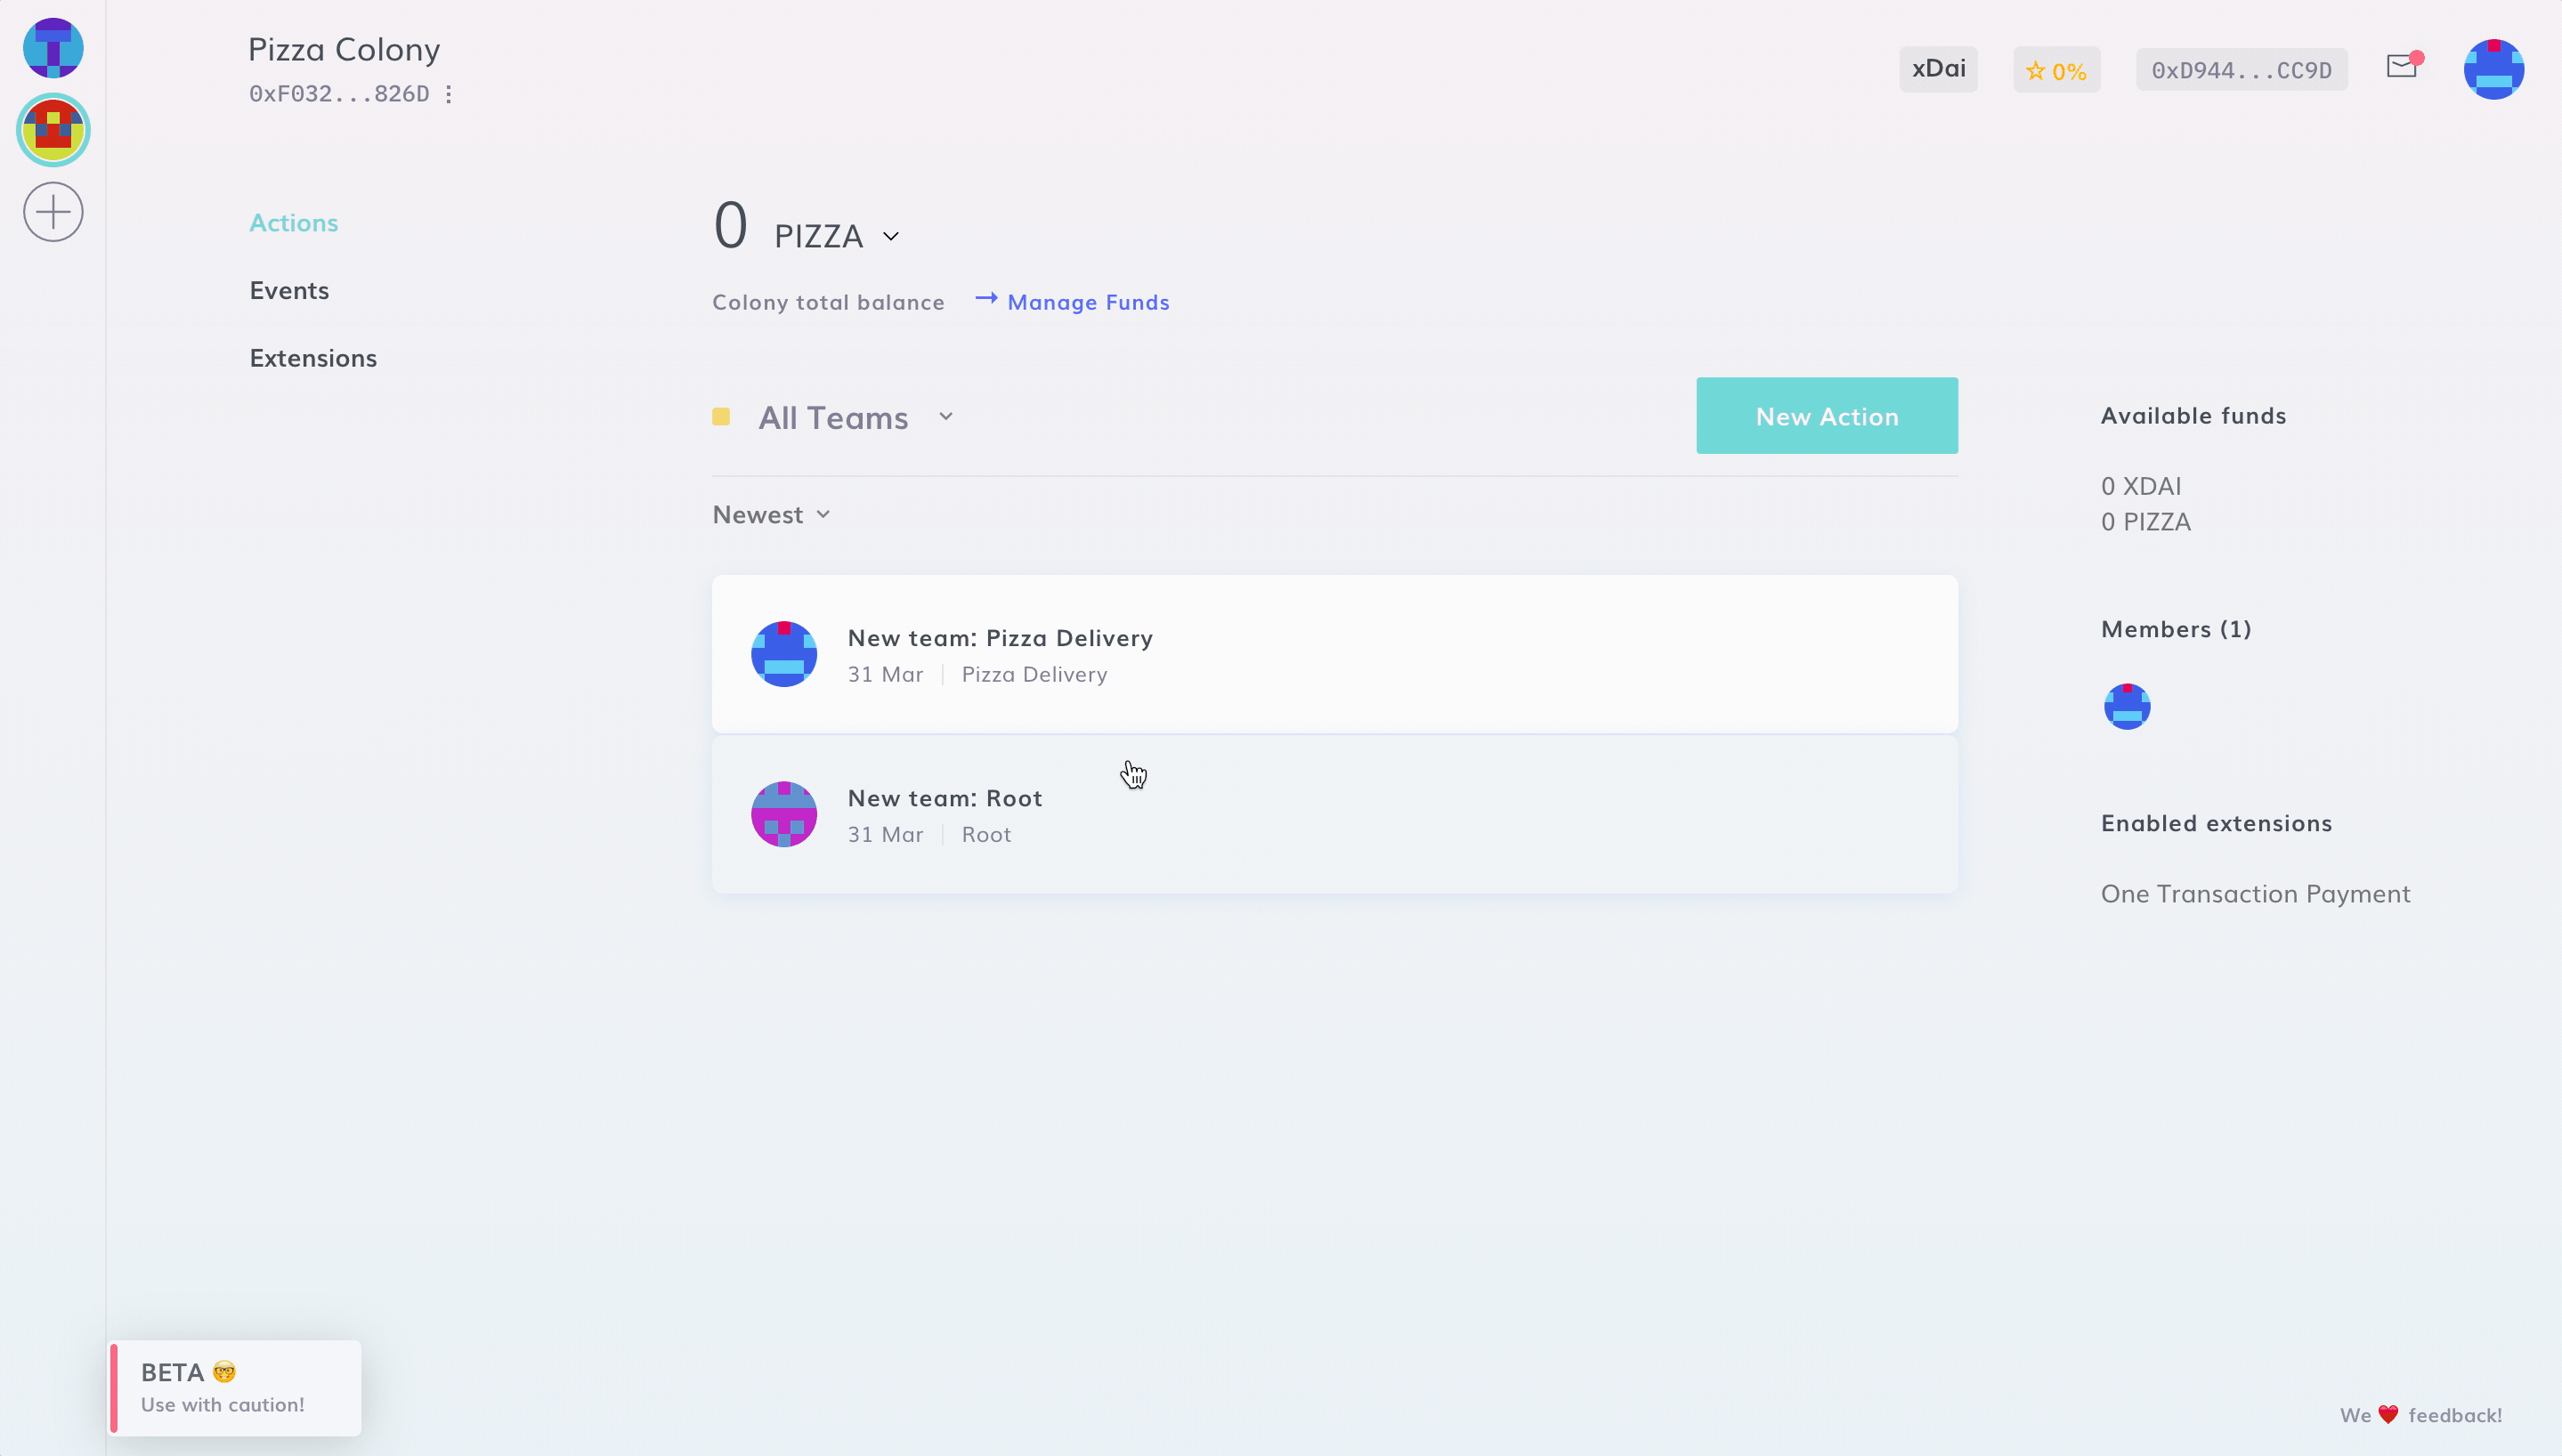 Pizza Colony
0xF032...826D
xDai
0%
0xD944...CC9D
Actions
Events
Extensions
0 PIZZA
Colony total balance → Manage Funds
All Teams
New Action
Newest
New team: Pizza Delivery
31 Mar | Pizza Delivery
New team: Root
31 Mar | Root
Available funds
0 XDAI
0 PIZZA
Members (1)
Enabled extensions
One Transaction Payment
BETA 🤓
Use with caution!
We ❤️ feedback!